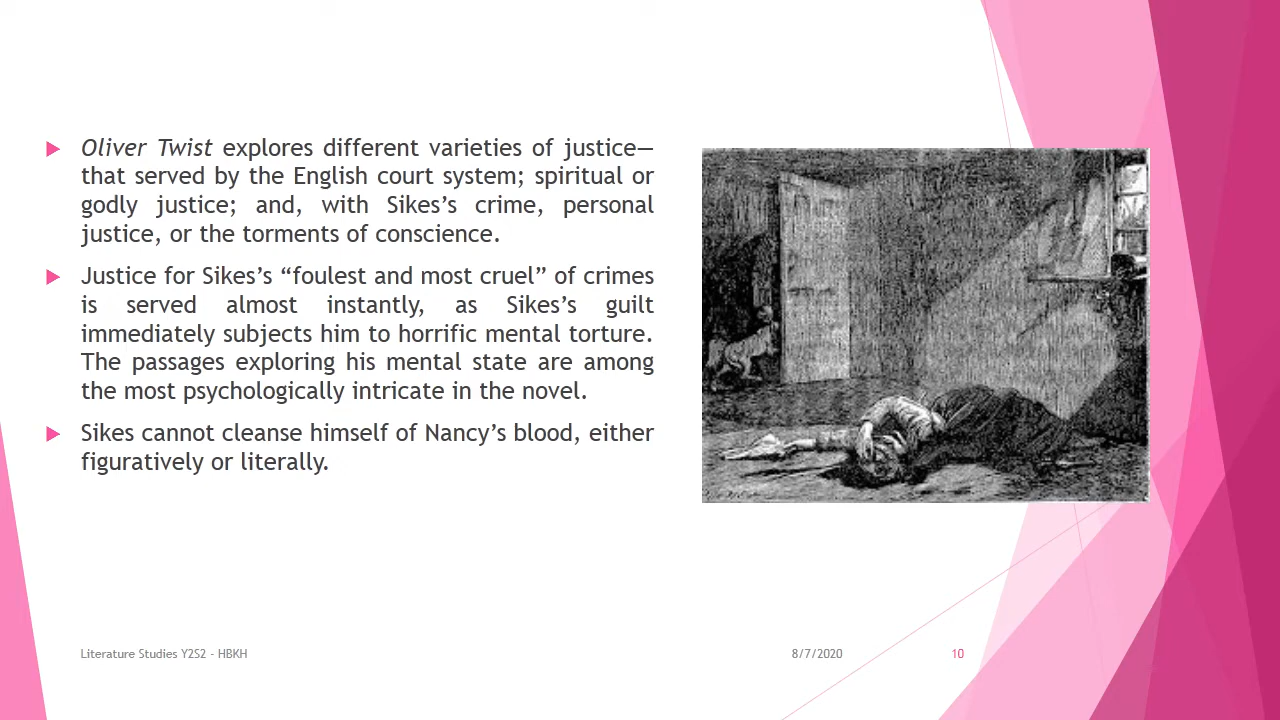 Oliver Twist explores different varieties of justice—
that served by the English court system; spiritual or
godly justice; and, with Sikes’s crime, personal
justice, or the torments of conscience.
Justice for Sikes’s “foulest and most cruel” of crimes
is served almost instantly, as Sikes’s guilt
immediately subjects him to horrific mental torture.
The passages exploring his mental state are among
the most psychologically intricate in the novel.
Sikes cannot cleanse himself of Nancy’s blood, either
figuratively or literally.
Literature Studies Y2S2 - HBKH
8/7/2020
10